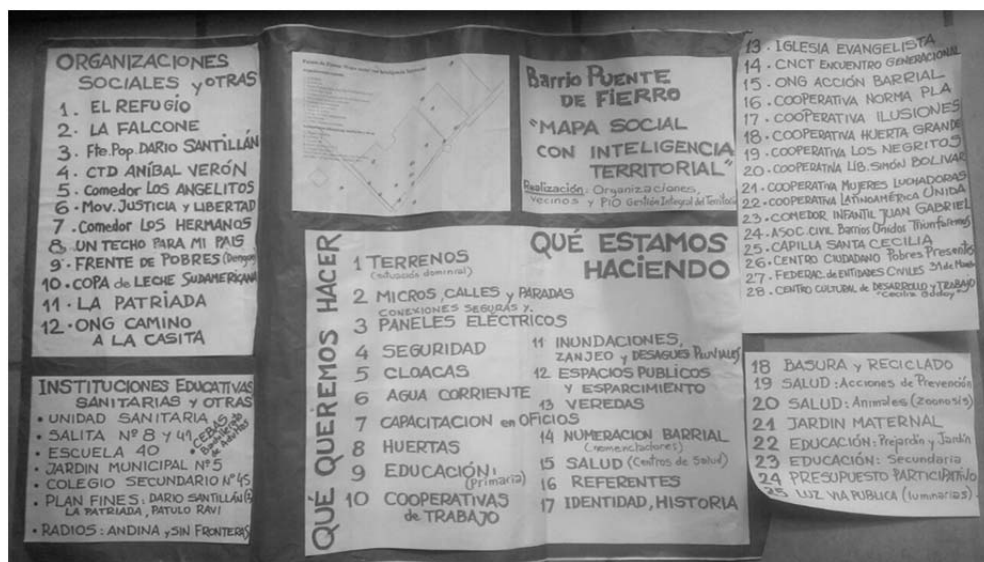 ORGANIZACIONES
SOCIALES y OTRAS
1. EL REFUGIO
2. LA FALCONE
3. Fte. Pop. DARIO SANTILLÁN
4. CTD ANÍBAL VERÓN
5. Comedor LOS ANGELITOS
6. Mov. JUSTICIA y LIBERTAD
7. Comedor LOS HERMANOS
8 UN TECHO PARA MI PAIS
9. FRENTE DE POBRES
10. COPA de LECHE SUDAMERICANA
11. LA PATRIADA
12. ONG CAMINO
A LA CASITA
INSTITUCIONES EDUCATIVAS
SANITARIAS y OTRAS
• UNIDAD SANITARIA
• SALITA Nº 8 y 41
• CEBAS
Bachillerato
de Adultos
• ESCUELA 40
• JARDIN MUNICIPAL Nº 5
• COLEGIO SECUNDARIO Nº 45
• PLAN FINES: DARIO SANTILLÁN
LA PATRIADA, PATULO RAVI
• RADIOS: ANDINA y SIN FRONTERAS
Barrio PUENTE
DE FIERRO
"MAPA SOCIAL
CON INTELIGENCIA
TERRITORIAL"
Realización: Organizaciones,
vecinos y PIO Gestión Integral del Territorio
QUÉ QUEREMOS HACER
QUÉ ESTAMOS
HACIENDO
1 TERRENOS
(situación dominial)
2 MICROS, CALLES y PARADAS
CONEXIONES SEGURAS y
3 PANELES ELÉCTRICOS
4 SEGURIDAD
5 CLOACAS
6 AGUA CORRIENTE
7 CAPACITACION en OFICIOS
8 HUERTAS
9 EDUCACIÓN:
(Primaria)
10 COOPERATIVAS
de TRABAJO
11 INUNDACIONES,
ZANJEO y DESAGUES PLUVIALES
12 ESPACIOS PUBLICOS
Y ESPARCIMIENTO
13 VEREDAS
14 NUMERACION BARRIAL
(nomencladores)
15 SALUD (Centros de Salud)
16 REFERENTES
17 IDENTIDAD, HISTORIA
13. IGLESIA EVANGELISTA
14. CNCT ENCUENTRO GENERACIONAL
15. ONG ACCIÓN BARRIAL
16. COOPERATIVA NORMA PLA
17. COOPERATIVA ILUSIONES
18. COOPERATIVA HUERTA GRANDE
19. COOPERATIVA LOS NEGRITOS
20. COOPERATIVA LIB. SIMÓN BOLIVAR
21. COOPERATIVA MUJERES LUCHADORAS
22. COOPERATIVA LATINOAMÉRICA UNIDA
23. COMEDOR INFANTIL JUAN GABRIEL
24. ASOC. CIVIL Barrios Unidos Triunfaremos
25. CAPILLA SANTA CECILIA
26. CENTRO CIUDADANO Pobres Presentes
27. FEDERAC. de ENTIDADES CIVILES 31 de Marzo
28. CENTRO CULTURAL de DESARROLLO y TRABAJO
"Cecilia Godoy"
18 BASURA y RECICLADO
19 SALUD: Acciones de Prevención
20 SALUD: Animales (Zoonosis)
21 JARDIN MATERNAL
22 EDUCACIÓN: Prejardín y Jardín
23 EDUCACIÓN: Secundaria
24 PRESUPUESTO PARTICIPATIVO
25 LUZ VIA PUBLICA (luminarias).